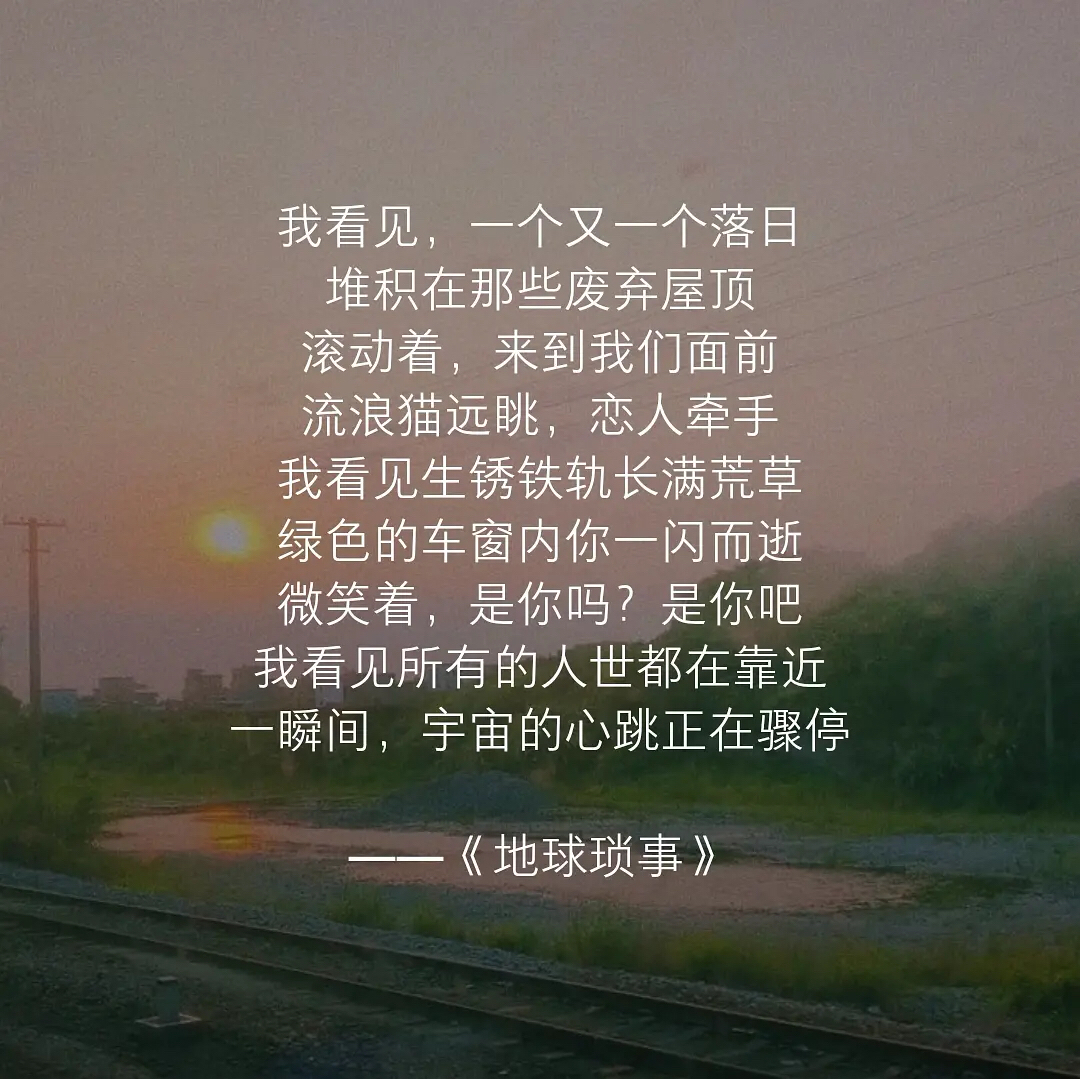 我看见，一个又一个落日
堆积在那些废弃屋顶
滚动着，来到我们面前
流浪猫远眺，恋人牵手
我看见生锈铁轨长满荒草
绿色的车窗内你一闪而逝
微笑着，是你吗？是你吧
我看见所有的人世都在靠近
一瞬间，宇宙的心跳正在骤停
——《地球琐事》